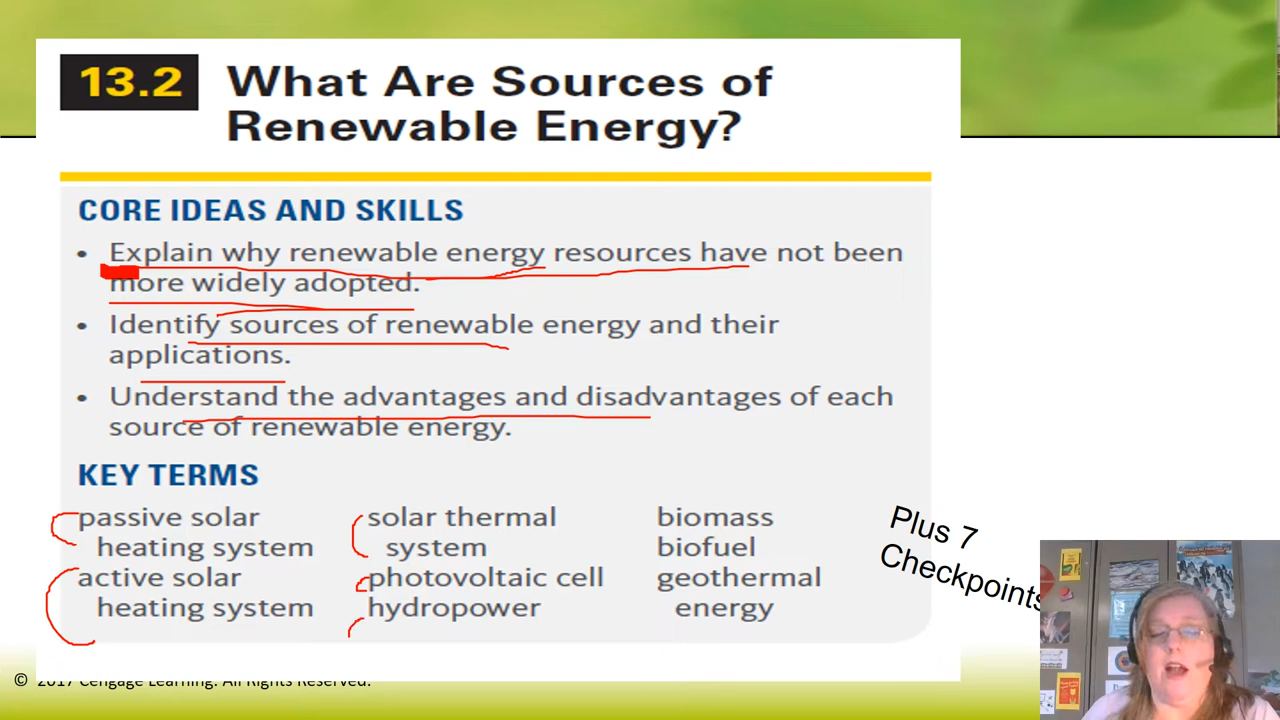 13.2 What Are Sources of
Renewable Energy?
CORE IDEAS AND SKILLS
• Explain why renewable energy resources have not been
more widely adopted.
• Identify sources of renewable energy and their
applications.
• Understand the advantages and disadvantages of each
source of renewable energy.
KEY TERMS
passive solar
heating system
active solar
heating system
solar thermal
system
photovoltaic cell
hydropower
biomass
biofuel
geothermal
energy
Plus 7
Checkpoints
© 2017 Cengage Learning. All Rights Reserved.